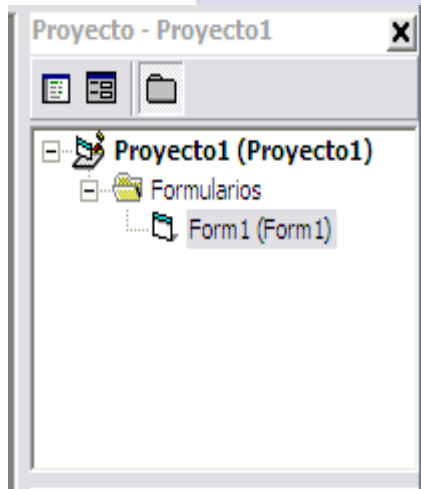 Proyecto - Proyecto1
Proyecto1 (Proyecto1)
Formularios
Form1 (Form1)